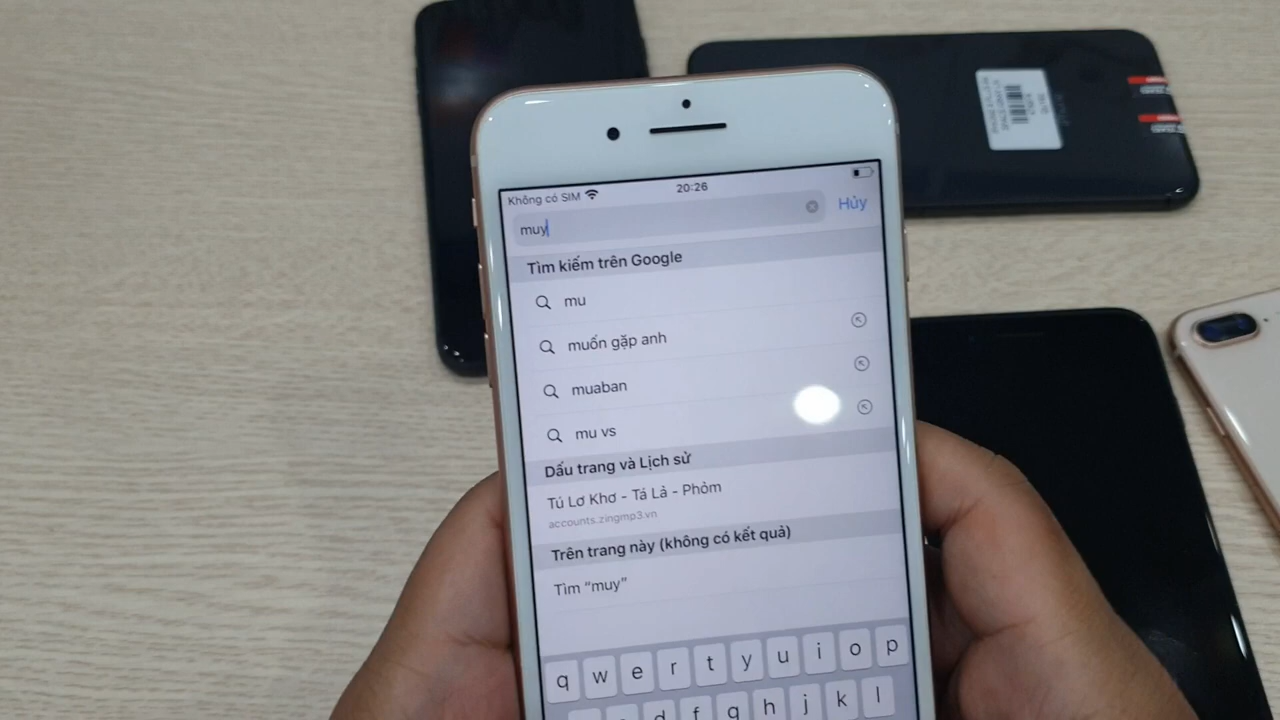 Không có SIM
20:26
muy
Hủy
Tìm kiếm trên Google
mu
muốn gặp anh
muaban
mu vs
Dấu trang và Lịch sử
Tú Lơ Khơ - Tá Lả - Phỏm
accounts.zingmp3.vn
Trên trang này (không có kết quả)
Tìm “muy”
q w e r t y u i o p
d f g h j k l